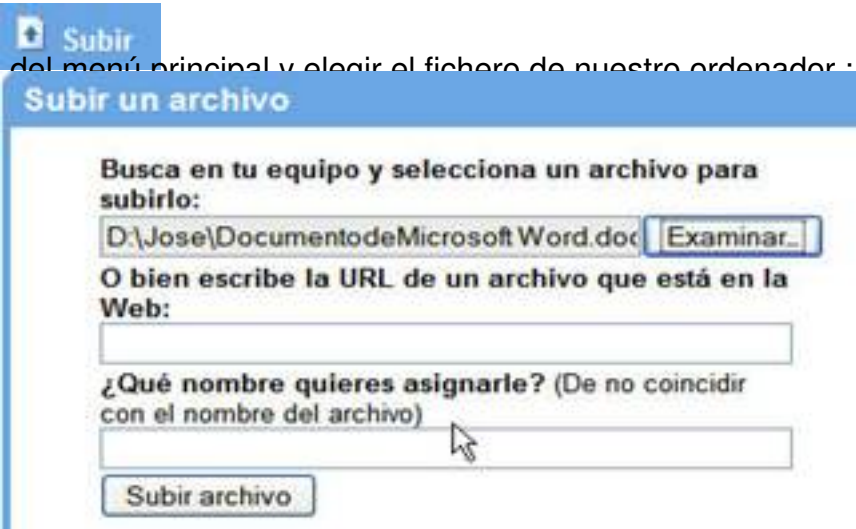 Subir
del menú principal y elegir el fichero de nuestro ordenador :
Subir un archivo
Busca en tu equipo y selecciona un archivo para
subirlo:
D:\Jose\DocumentodeMicrosoft Word.doc Examinar...
O bien escribe la URL de un archivo que está en la
Web:
¿Qué nombre quieres asignarle? (De no coincidir
con el nombre del archivo)
Subir archivo